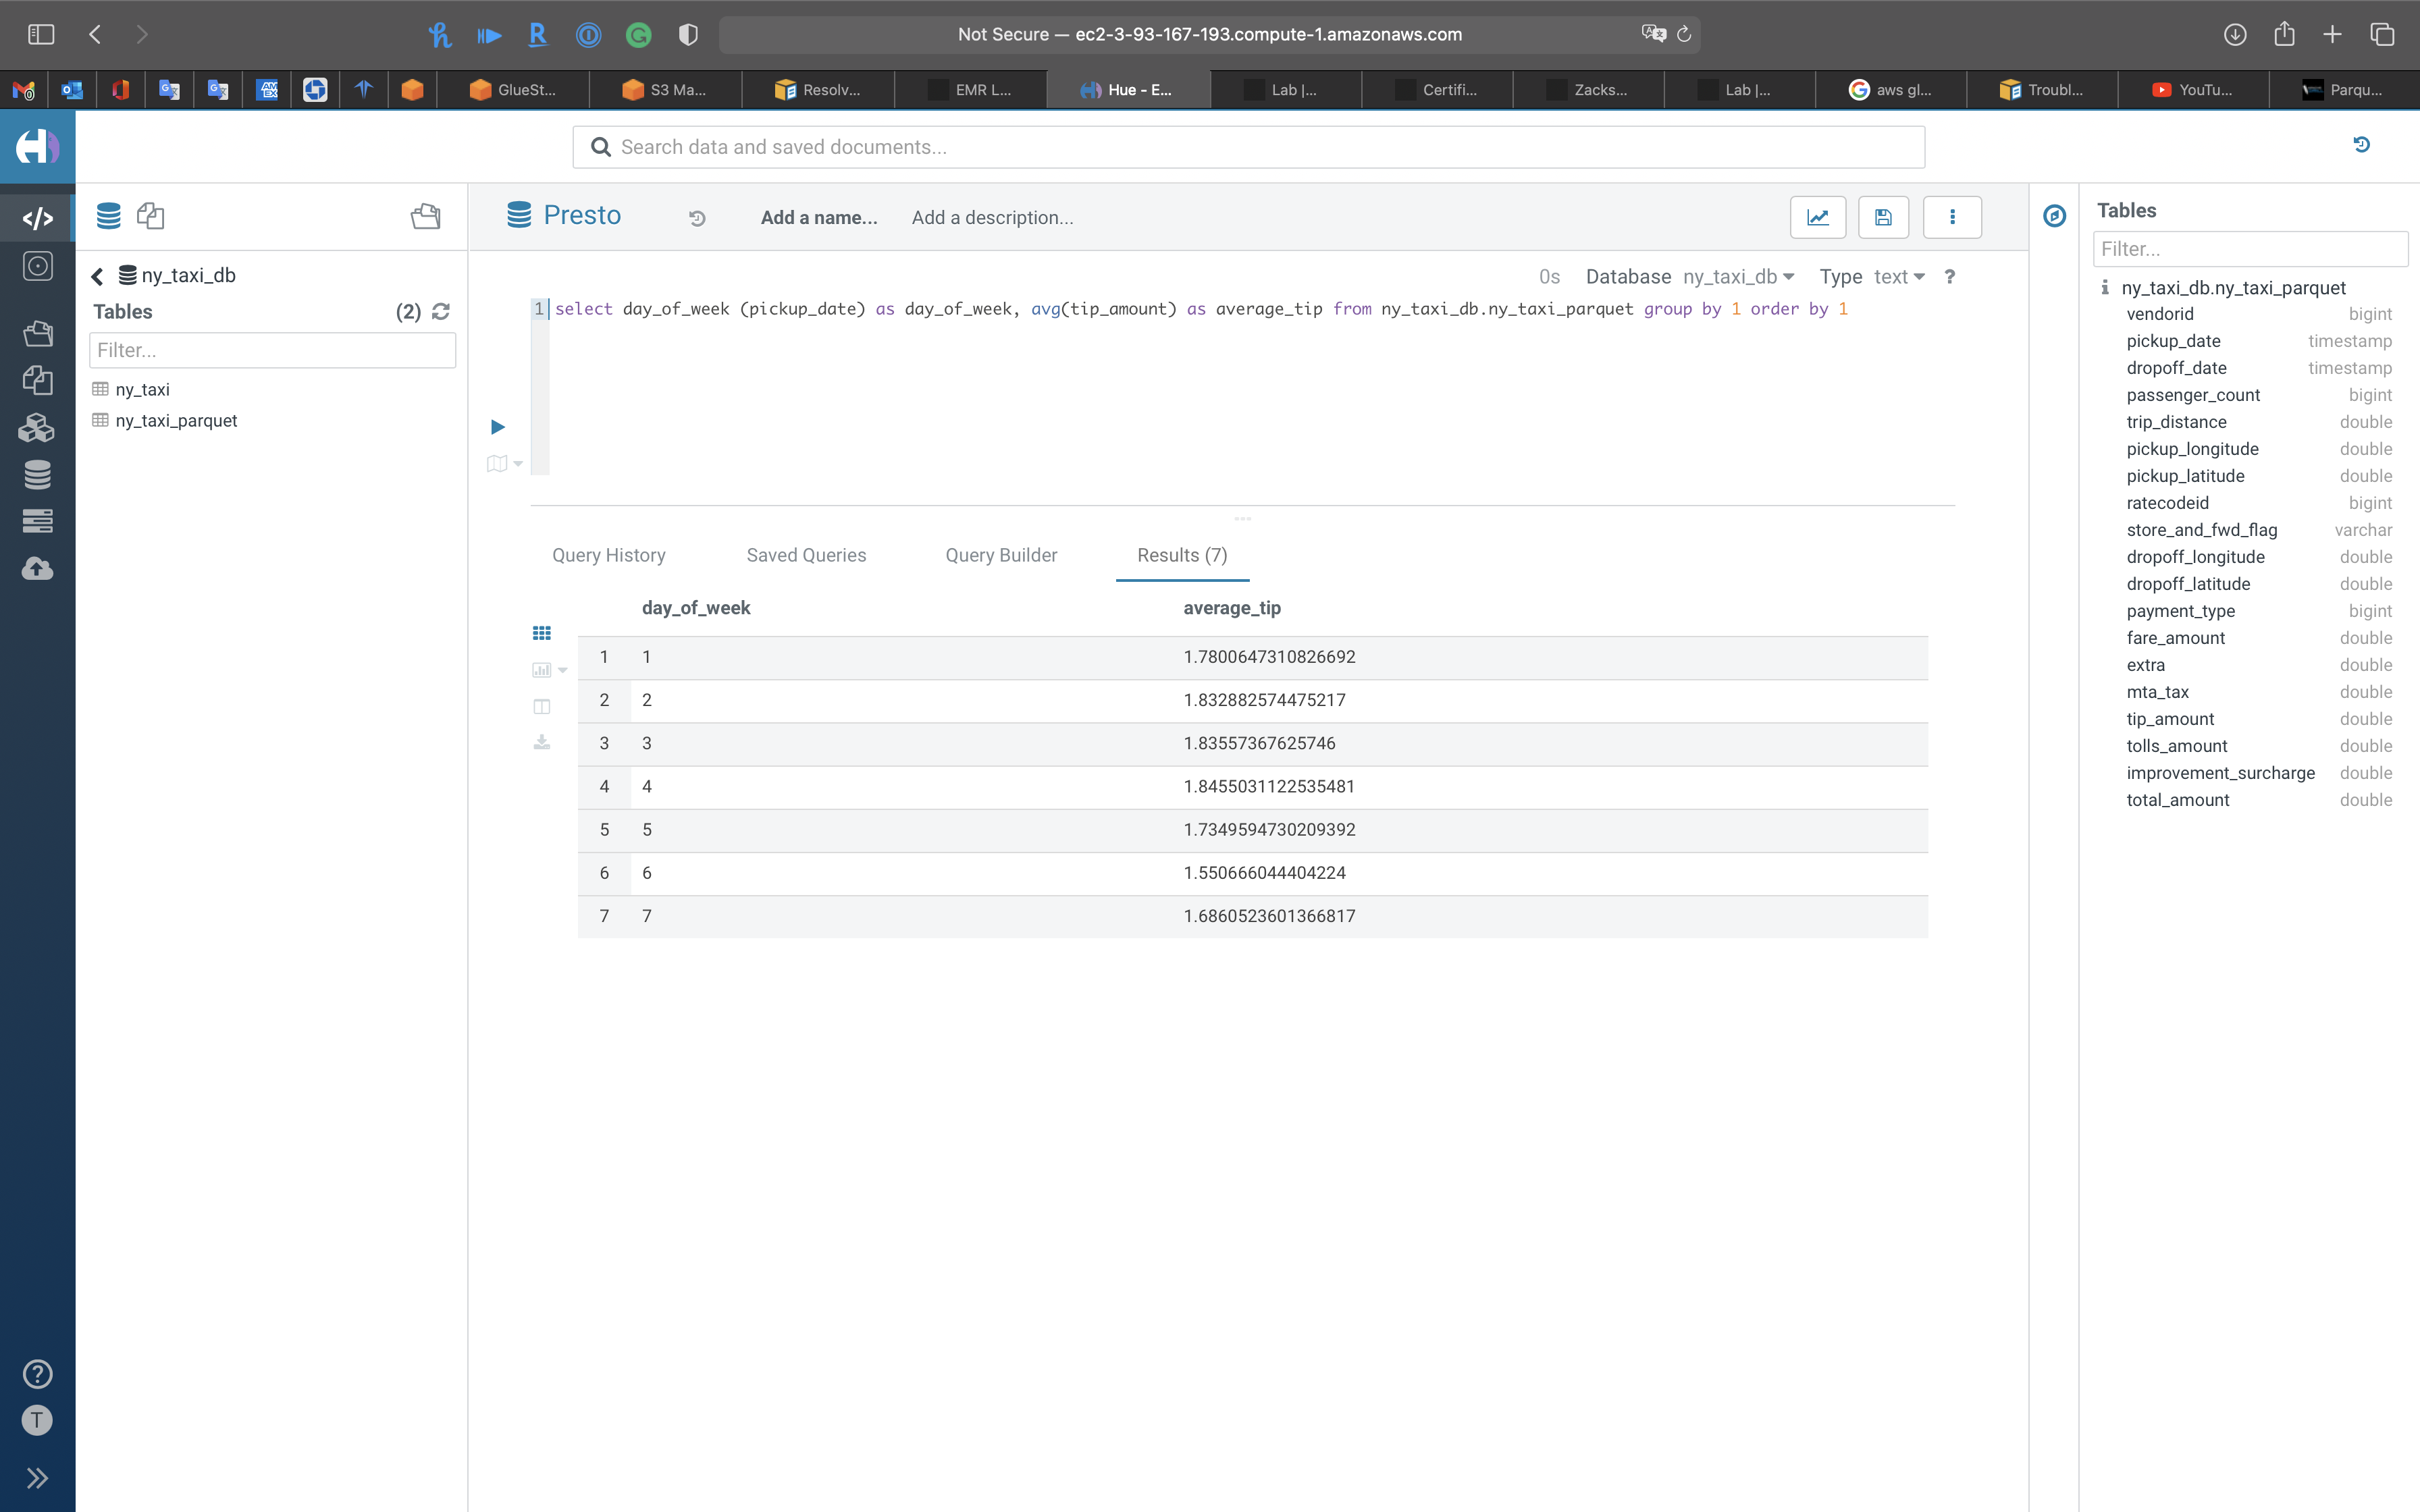 Not Secure — ec2-3-93-167-193.compute-1.amazonaws.com
GlueSt... S3 Ma... Resolv... EMR L... Hue - E... Lab |... Certifi... Zacks... Lab |... aws gl... Troubl... YouTu... Parqu...
Search data and saved documents...
Presto Add a name... Add a description...
Tables
Filter...
ny_taxi_db
Tables (2)
Filter...
ny_taxi
ny_taxi_parquet
0s Database ny_taxi_db Type text ?
1 select day_of_week (pickup_date) as day_of_week, avg(tip_amount) as average_tip from ny_taxi_db.ny_taxi_parquet group by 1 order by 1
Query History Saved Queries Query Builder Results (7)
day_of_week average_tip
1 1 1.7800647310826692
2 2 1.832882574475217
3 3 1.83557367625746
4 4 1.8455031122535481
5 5 1.7349594730209392
6 6 1.550666044404224
7 7 1.6860523601366817
ny_taxi_db.ny_taxi_parquet
vendorid bigint
pickup_date timestamp
dropoff_date timestamp
passenger_count bigint
trip_distance double
pickup_longitude double
pickup_latitude double
ratecodeid bigint
store_and_fwd_flag varchar
dropoff_longitude double
dropoff_latitude double
payment_type bigint
fare_amount double
extra double
mta_tax double
tip_amount double
tolls_amount double
improvement_surcharge double
total_amount double
T